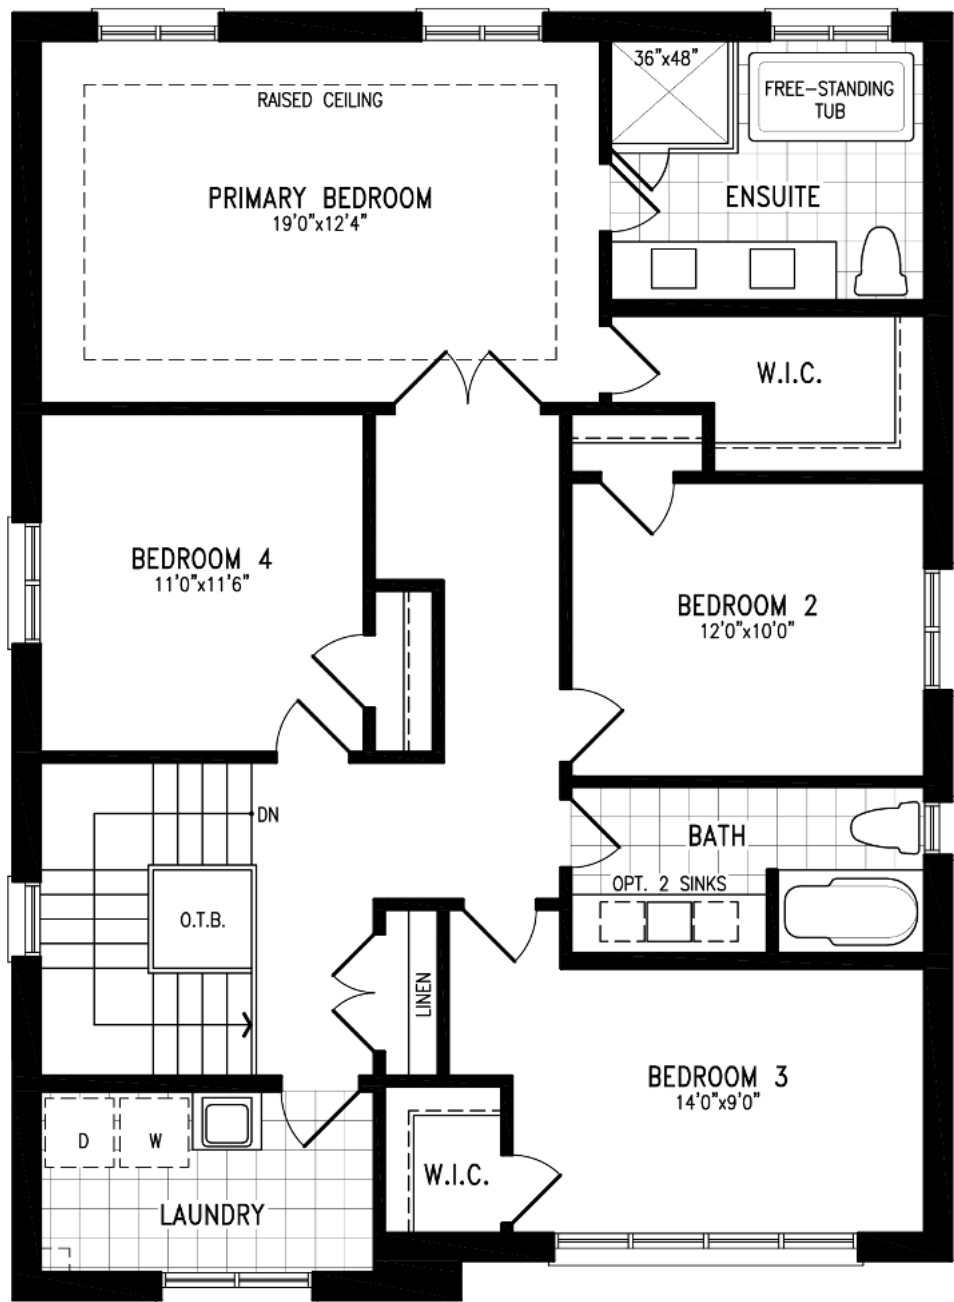 36"x48"
FREE-STANDING
TUB
RAISED CEILING
PRIMARY BEDROOM
19'0"x12'4"
ENSUITE
W.I.C.
BEDROOM 4
11'0"x11'6"
BEDROOM 2
12'0"x10'0"
DN
BATH
OPT. 2 SINKS
O.T.B.
LINEN
BEDROOM 3
14'0"x9'0"
D
W
W.I.C.
LAUNDRY